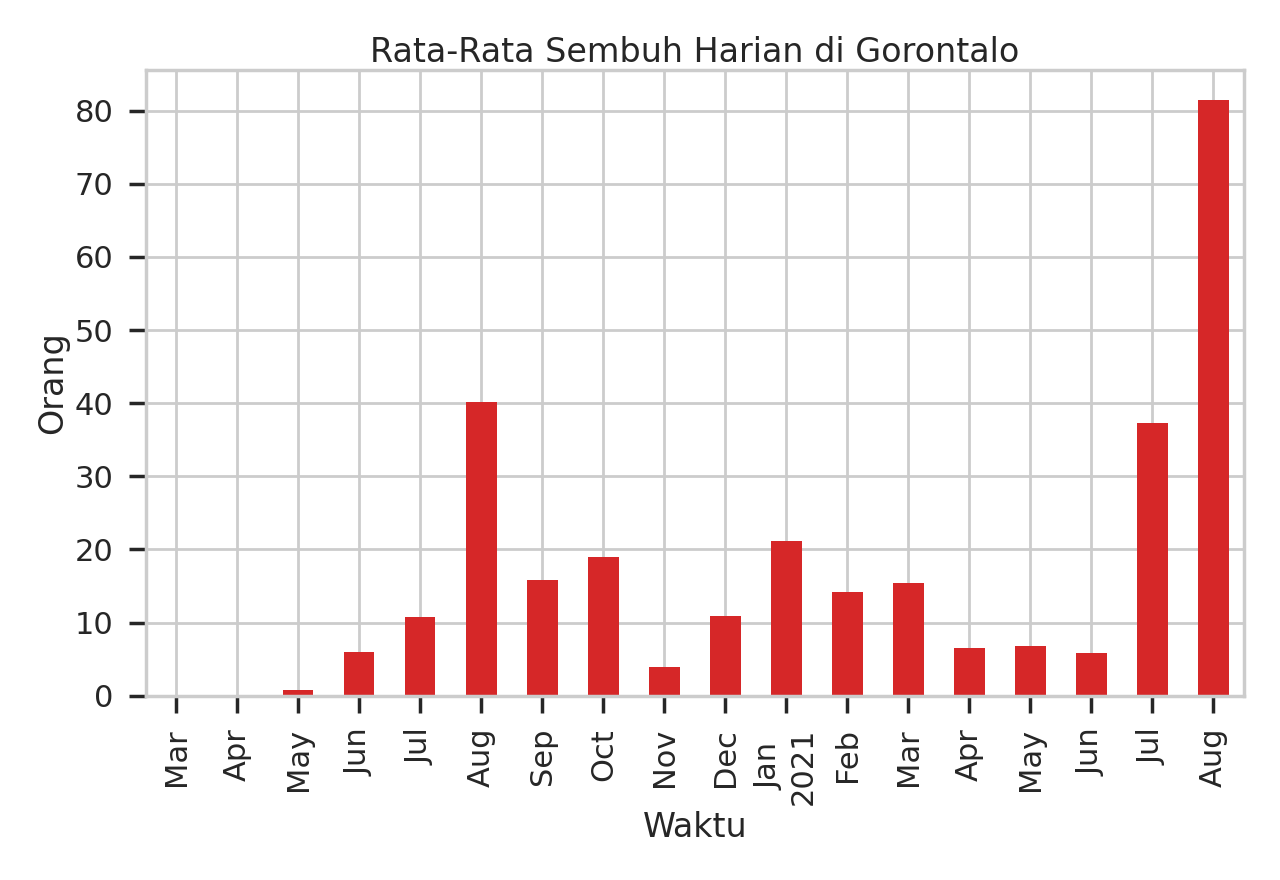 Rata-Rata Sembuh Harian di Gorontalo
Orang
80
70
60
50
40
30
20
10
0
Mar
Apr
May
Jun
Jul
Aug
Sep
Oct
Nov
Dec
Jan
2021
Feb
Mar
Apr
May
Jun
Jul
Aug
Waktu